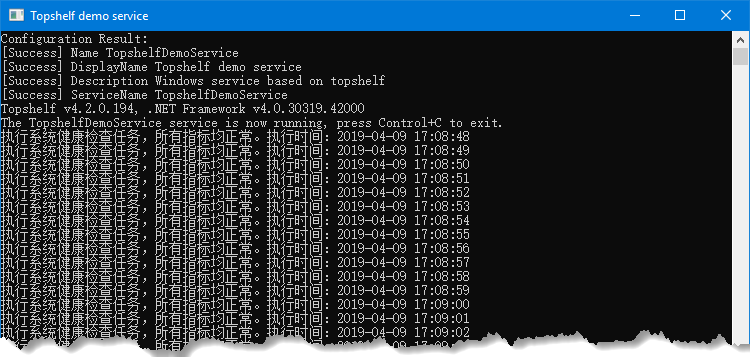 Topshelf demo service
Configuration Result:
[Success] Name TopshelfDemoService
[Success] DisplayName Topshelf demo service
[Success] Description Windows service based on topshelf
[Success] ServiceName TopshelfDemoService
Topshelf v4.2.0.194, .NET Framework v4.0.30319.42000
The TopshelfDemoService service is now running, press Control+C to exit.
执行系统健康检查任务，所有指标均正常。执行时间：2019-04-09 17:08:48
执行系统健康检查任务，所有指标均正常。执行时间：2019-04-09 17:08:49
执行系统健康检查任务，所有指标均正常。执行时间：2019-04-09 17:08:50
执行系统健康检查任务，所有指标均正常。执行时间：2019-04-09 17:08:51
执行系统健康检查任务，所有指标均正常。执行时间：2019-04-09 17:08:52
执行系统健康检查任务，所有指标均正常。执行时间：2019-04-09 17:08:53
执行系统健康检查任务，所有指标均正常。执行时间：2019-04-09 17:08:54
执行系统健康检查任务，所有指标均正常。执行时间：2019-04-09 17:08:55
执行系统健康检查任务，所有指标均正常。执行时间：2019-04-09 17:08:56
执行系统健康检查任务，所有指标均正常。执行时间：2019-04-09 17:08:57
执行系统健康检查任务，所有指标均正常。执行时间：2019-04-09 17:08:58
执行系统健康检查任务，所有指标均正常。执行时间：2019-04-09 17:08:59
执行系统健康检查任务，所有指标均正常。执行时间：2019-04-09 17:09:00
执行系统健康检查任务，所有指标均正常。执行时间：2019-04-09 17:09:01
执行系统健康检查任务，所有指标均正常。执行时间：2019-04-09 17:09:02